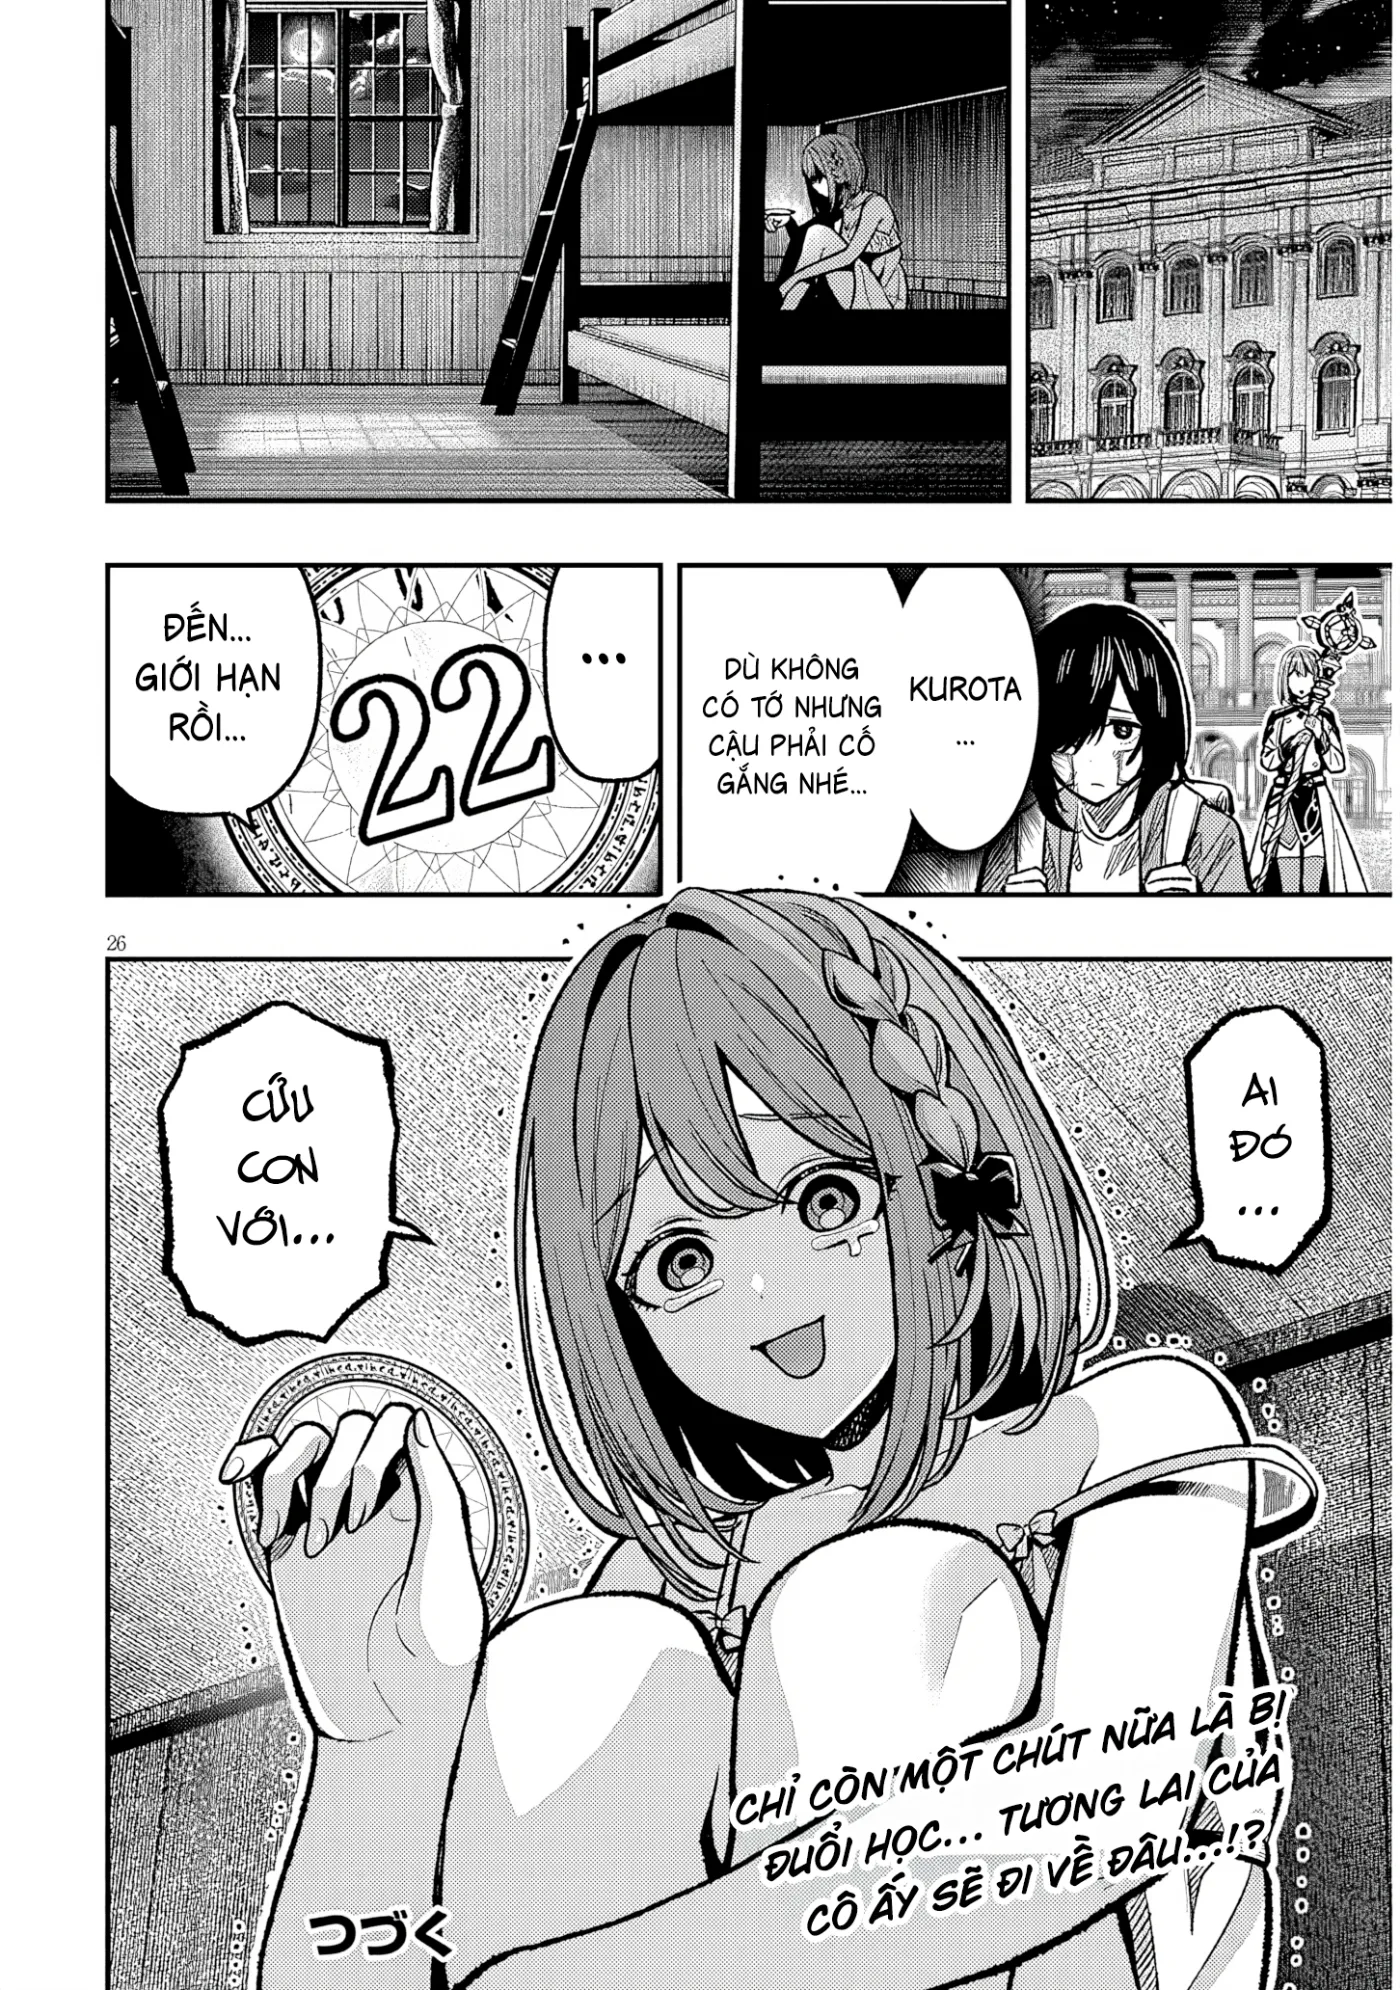 KUROTA
...
DÙ KHÔNG
CÓ TỚ NHƯNG
CẬU PHẢI CỐ
GẮNG NHÉ...
...
22
ĐẾN...
GIỚI HẠN
RỒI...
26
AI
ĐÓ
...
CỨU
CON
VỚI...
CHỈ CÒN MỘT CHÚT NỮA LÀ BỊ
ĐUỔI HỌC... TƯƠNG LAI CỦA
CÔ ẤY SẼ ĐI VỀ ĐÂU...!?
つづく